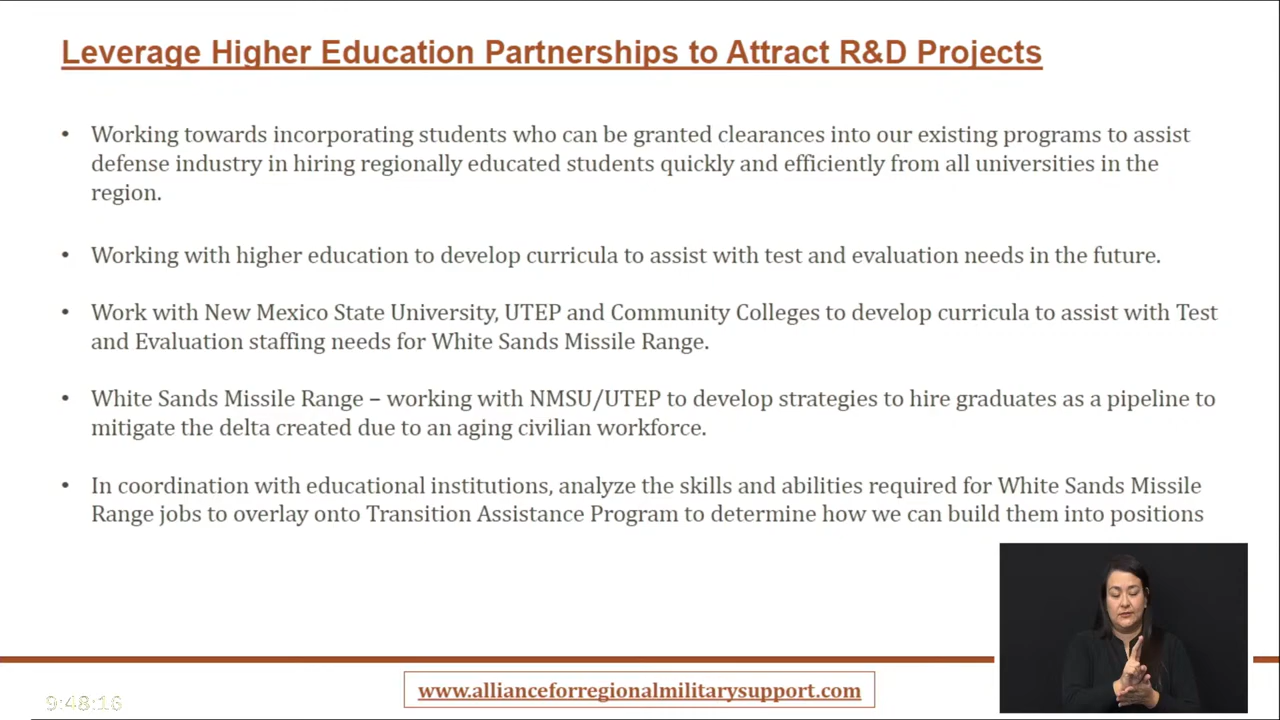 Leverage Higher Education Partnerships to Attract R&D Projects
• Working towards incorporating students who can be granted clearances into our existing programs to assist
defense industry in hiring regionally educated students quickly and efficiently from all universities in the
region.
• Working with higher education to develop curricula to assist with test and evaluation needs in the future.
• Work with New Mexico State University, UTEP and Community Colleges to develop curricula to assist with Test
and Evaluation staffing needs for White Sands Missile Range.
• White Sands Missile Range – working with NMSU/UTEP to develop strategies to hire graduates as a pipeline to
mitigate the delta created due to an aging civilian workforce.
• In coordination with educational institutions, analyze the skills and abilities required for White Sands Missile
Range jobs to overlay onto Transition Assistance Program to determine how we can build them into positions
www.allianceforregionalmilitarysupport.com
9:48:16